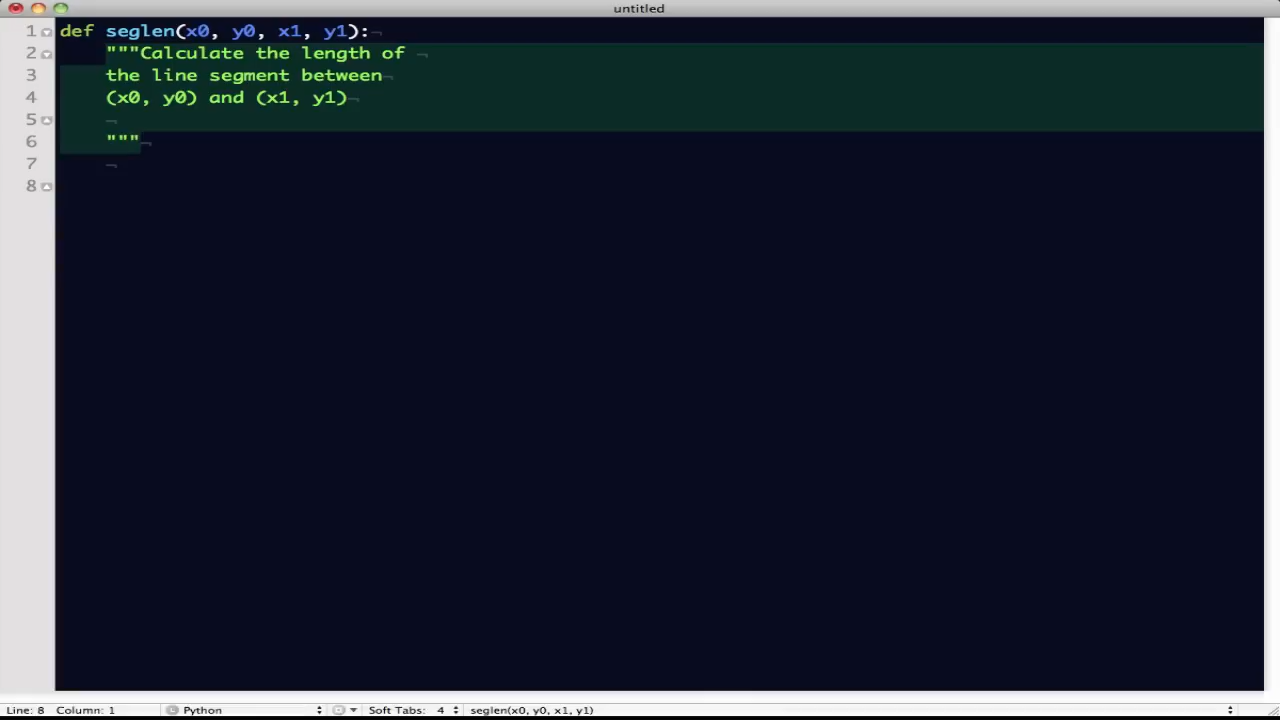 untitled
1 def seglen(x0, y0, x1, y1):¬
2 """Calculate the length of ¬
3 the line segment between¬
4 (x0, y0) and (x1, y1)¬
5 ¬
6 """¬
7 ¬
8
Line: 8 Column: 1 Python Soft Tabs: 4 seglen(x0, y0, x1, y1)